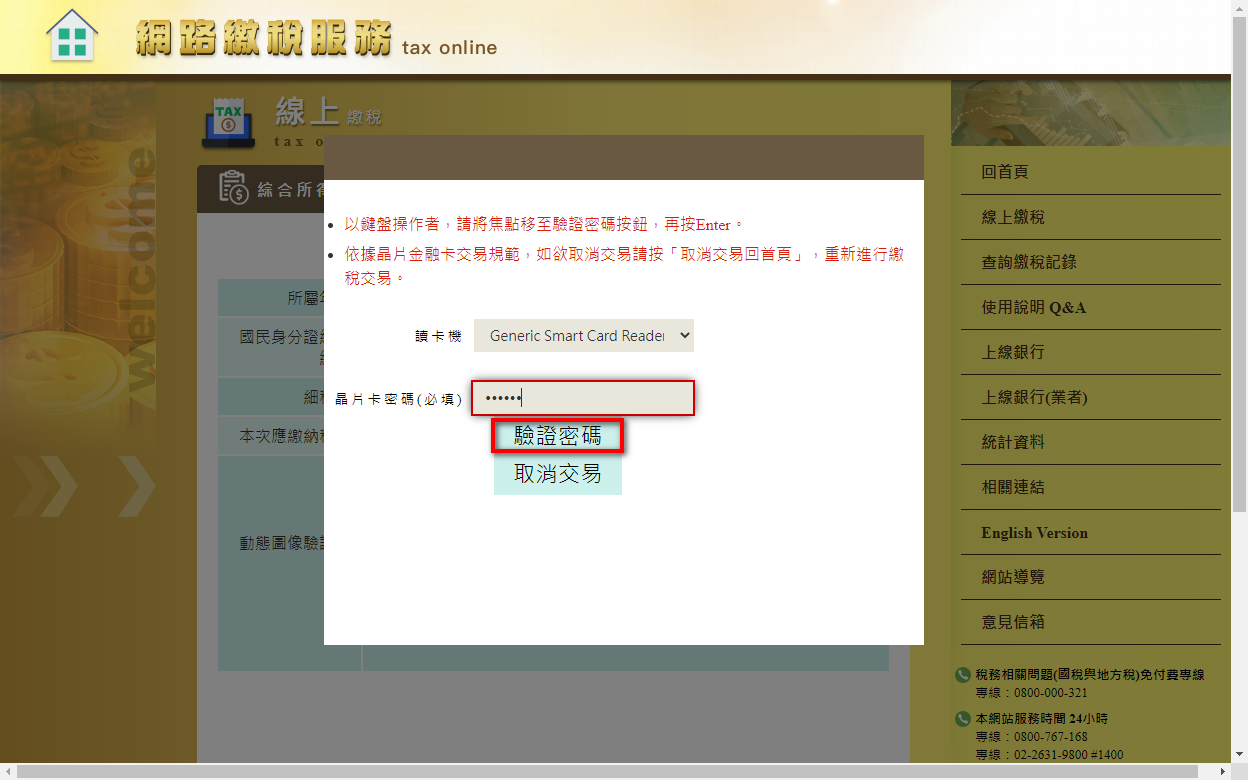 網路繳稅服務 tax online
TAX
線上 繳稅
tax o
綜合所得
所屬年
國民身分證
細稅
本次應繳納稅
動態圖像驗證
welcome
以鍵盤操作者，請將焦點移至驗證密碼按鈕，再按Enter。
依據晶片金融卡交易規範，如欲取消交易請按「取消交易回首頁」，重新進行繳
稅交易。
讀卡機 Generic Smart Card Reader
晶片卡密碼(必填) ••••••
驗證密碼
取消交易
回首頁
線上繳稅
查詢繳稅記錄
使用說明 Q&A
上線銀行
上線銀行(業者)
統計資料
相關連結
English Version
網站導覽
意見信箱
稅務相關問題(國稅與地方稅)免付費專線
專線：0800-000-321
本網站服務時間 24小時
專線：0800-767-168
專線：02-2631-9800 #1400